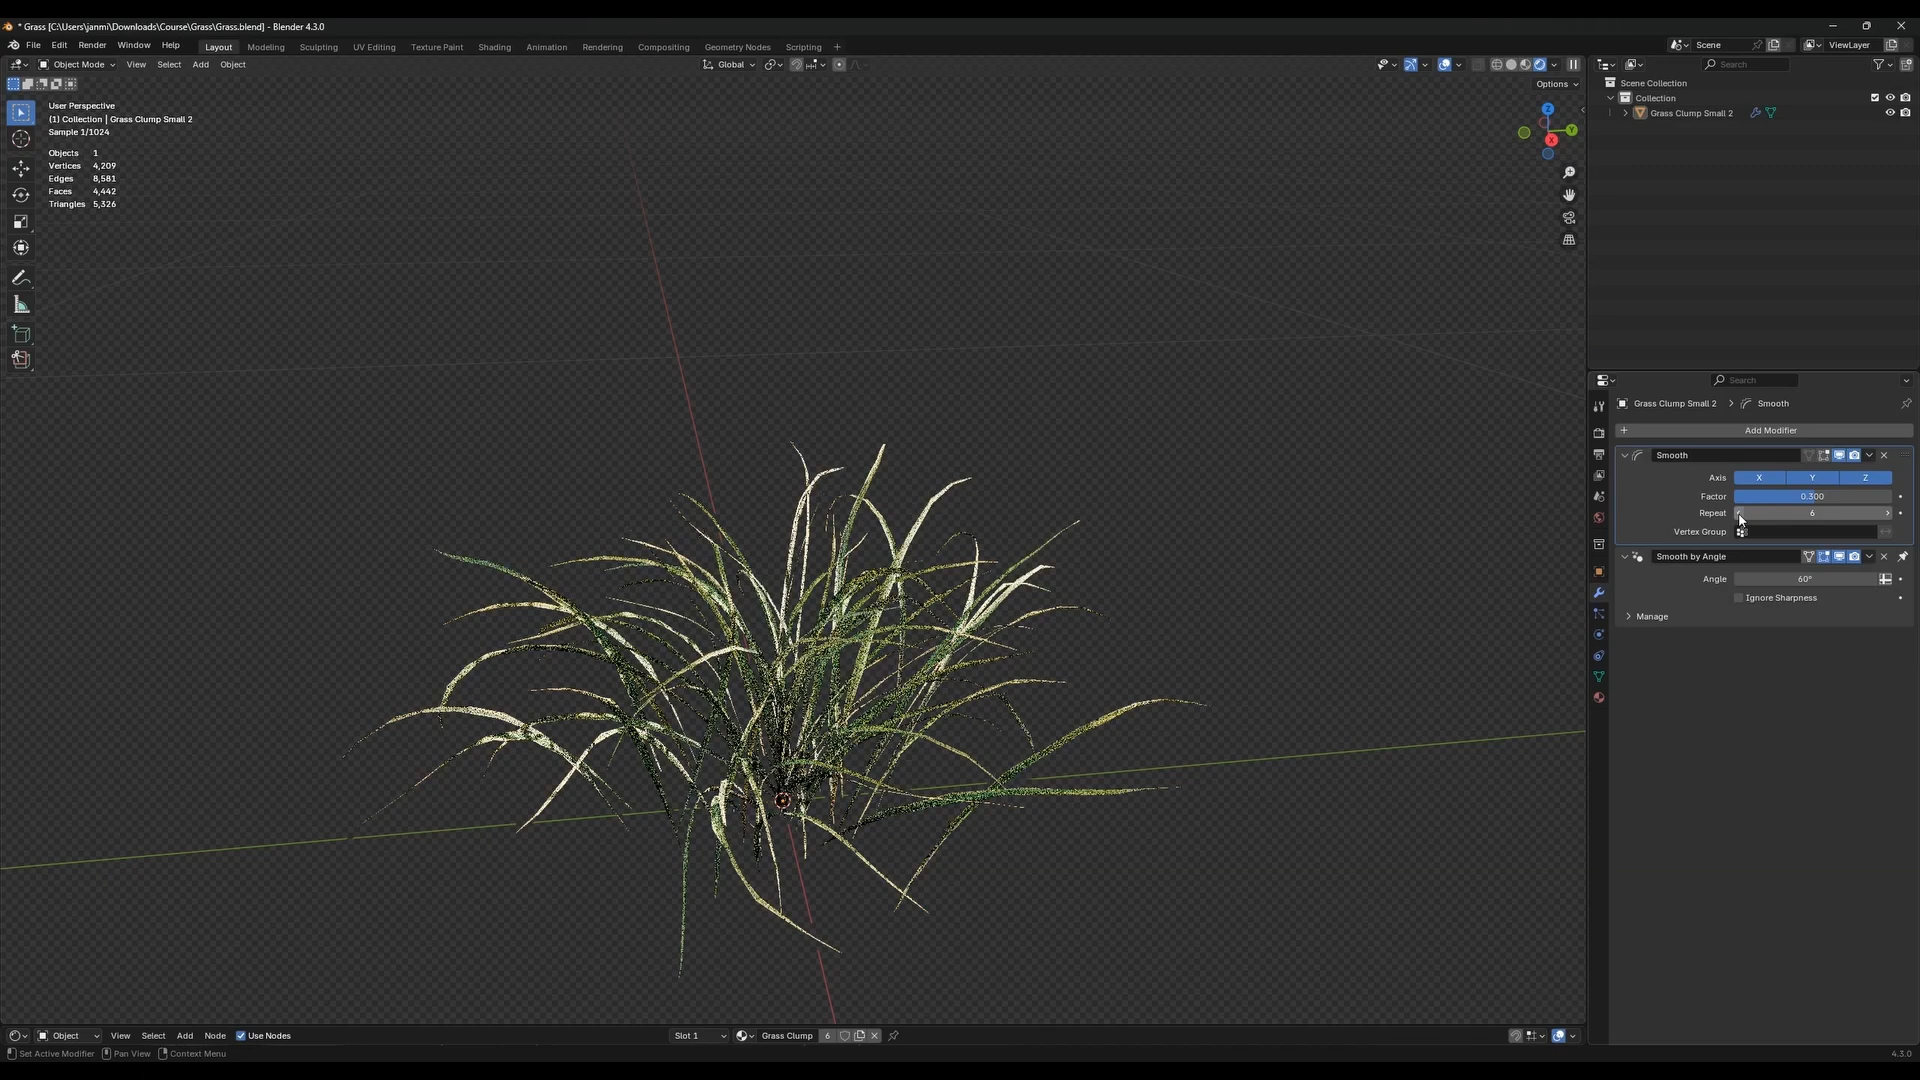 * Grass [C:\Users\janmi\Downloads\Course\Grass\Grass.blend] - Blender 4.3.0
File Edit Render Window Help Layout Modeling Sculpting UV Editing Texture Paint Shading Animation Rendering Compositing Geometry Nodes Scripting + Scene ViewLayer
Object Mode View Select Add Object Global Search
Options
User Perspective
(1) Collection | Grass Clump Small 2
Sample 1/1024
Objects 1
Vertices 4,209
Edges 8,581
Faces 4,442
Triangles 5,326
Z
Y
X
Scene Collection
Collection
Grass Clump Small 2
Search
Grass Clump Small 2 > Smooth
+ Add Modifier
Smooth
Axis X Y Z
Factor 0.300
Repeat 6
Vertex Group
Smooth by Angle
Angle 60°
Ignore Sharpness
Manage
Object View Select Add Node Use Nodes Slot 1 Grass Clump 6
Set Active Modifier Pan View Context Menu 4.3.0